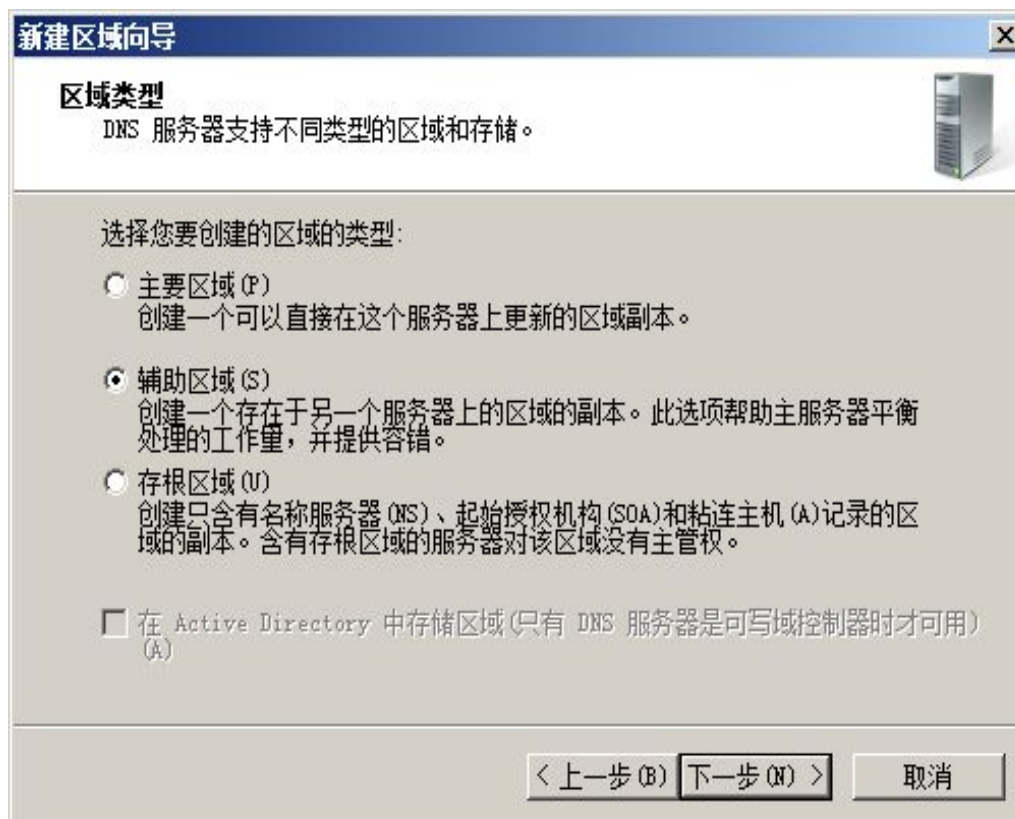 新建区域向导
区域类型
DNS 服务器支持不同类型的区域和存储。
选择您要创建的区域的类型:
主要区域(P)
创建一个可以直接在这个服务器上更新的区域副本。
辅助区域(S)
创建一个存在于另一个服务器上的区域的副本。此选项帮助主服务器平衡
处理的工作量，并提供容错。
存根区域(U)
创建只含有名称服务器(NS)、起始授权机构(SOA)和粘连主机(A)记录的区
域的副本。含有存根区域的服务器对该区域没有主管权。
在 Active Directory 中存储区域(只有 DNS 服务器是可写域控制器时才可用)
(A)
< 上一步(B) 下一步(N) > 取消